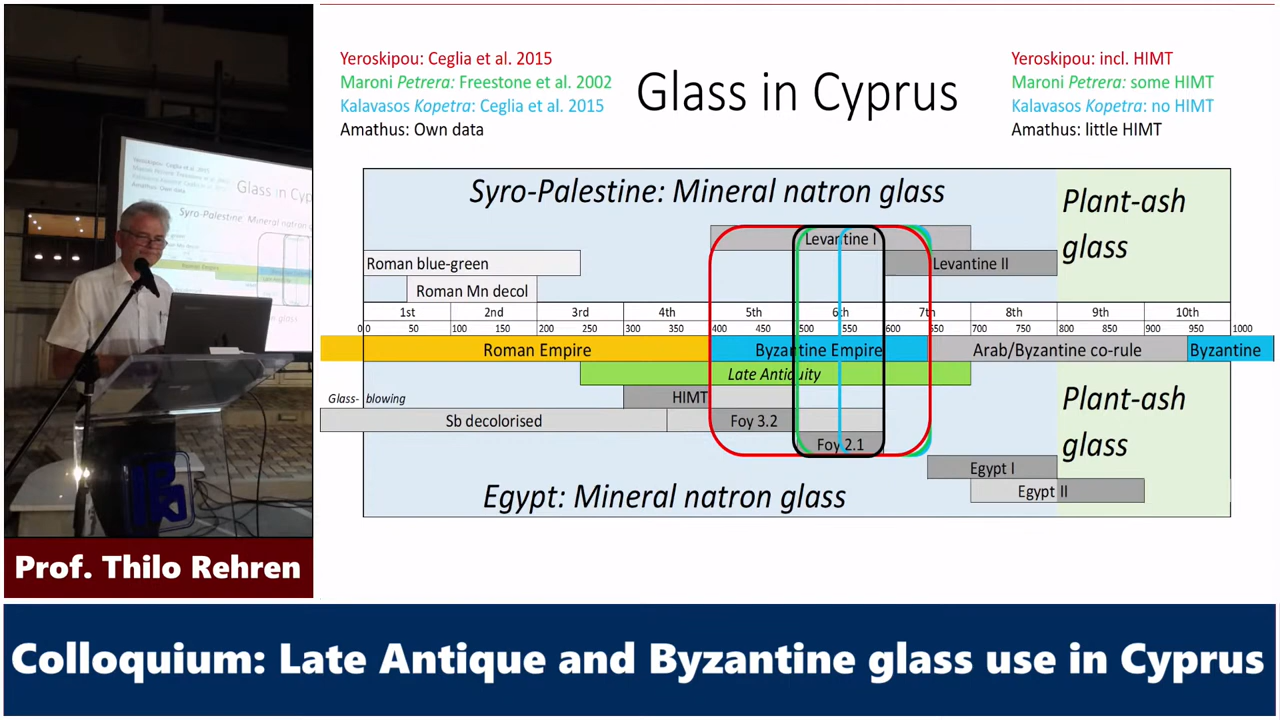 Yeroskipou: Ceglia et al. 2015
Maroni Petrera: Freestone et al. 2002
Kalavasos Kopetra: Ceglia et al. 2015
Amathus: Own data
Glass in Cyprus
Yeroskipou: incl. HIMT
Maroni Petrera: some HIMT
Kalavasos Kopetra: no HIMT
Amathus: little HIMT
Syro-Palestine: Mineral natron glass
Plant-ash
glass
Levantine I
Roman blue-green
Levantine II
Roman Mn decol
1st 2nd 3rd 4th 5th 6th 7th 8th 9th 10th
0 0 50 100 150 200 250 300 350 400 450 500 550 600 650 700 750 800 850 900 950 1000
Roman Empire Byzantine Empire Arab/Byzantine co-rule Byzantine
Late Antiquity
Glass-blowing
HIMT
Sb decolorised
Foy 3.2
Foy 2.1
Plant-ash
glass
Egypt I
Egypt II
Egypt: Mineral natron glass
Prof. Thilo Rehren
Colloquium: Late Antique and Byzantine glass use in Cyprus